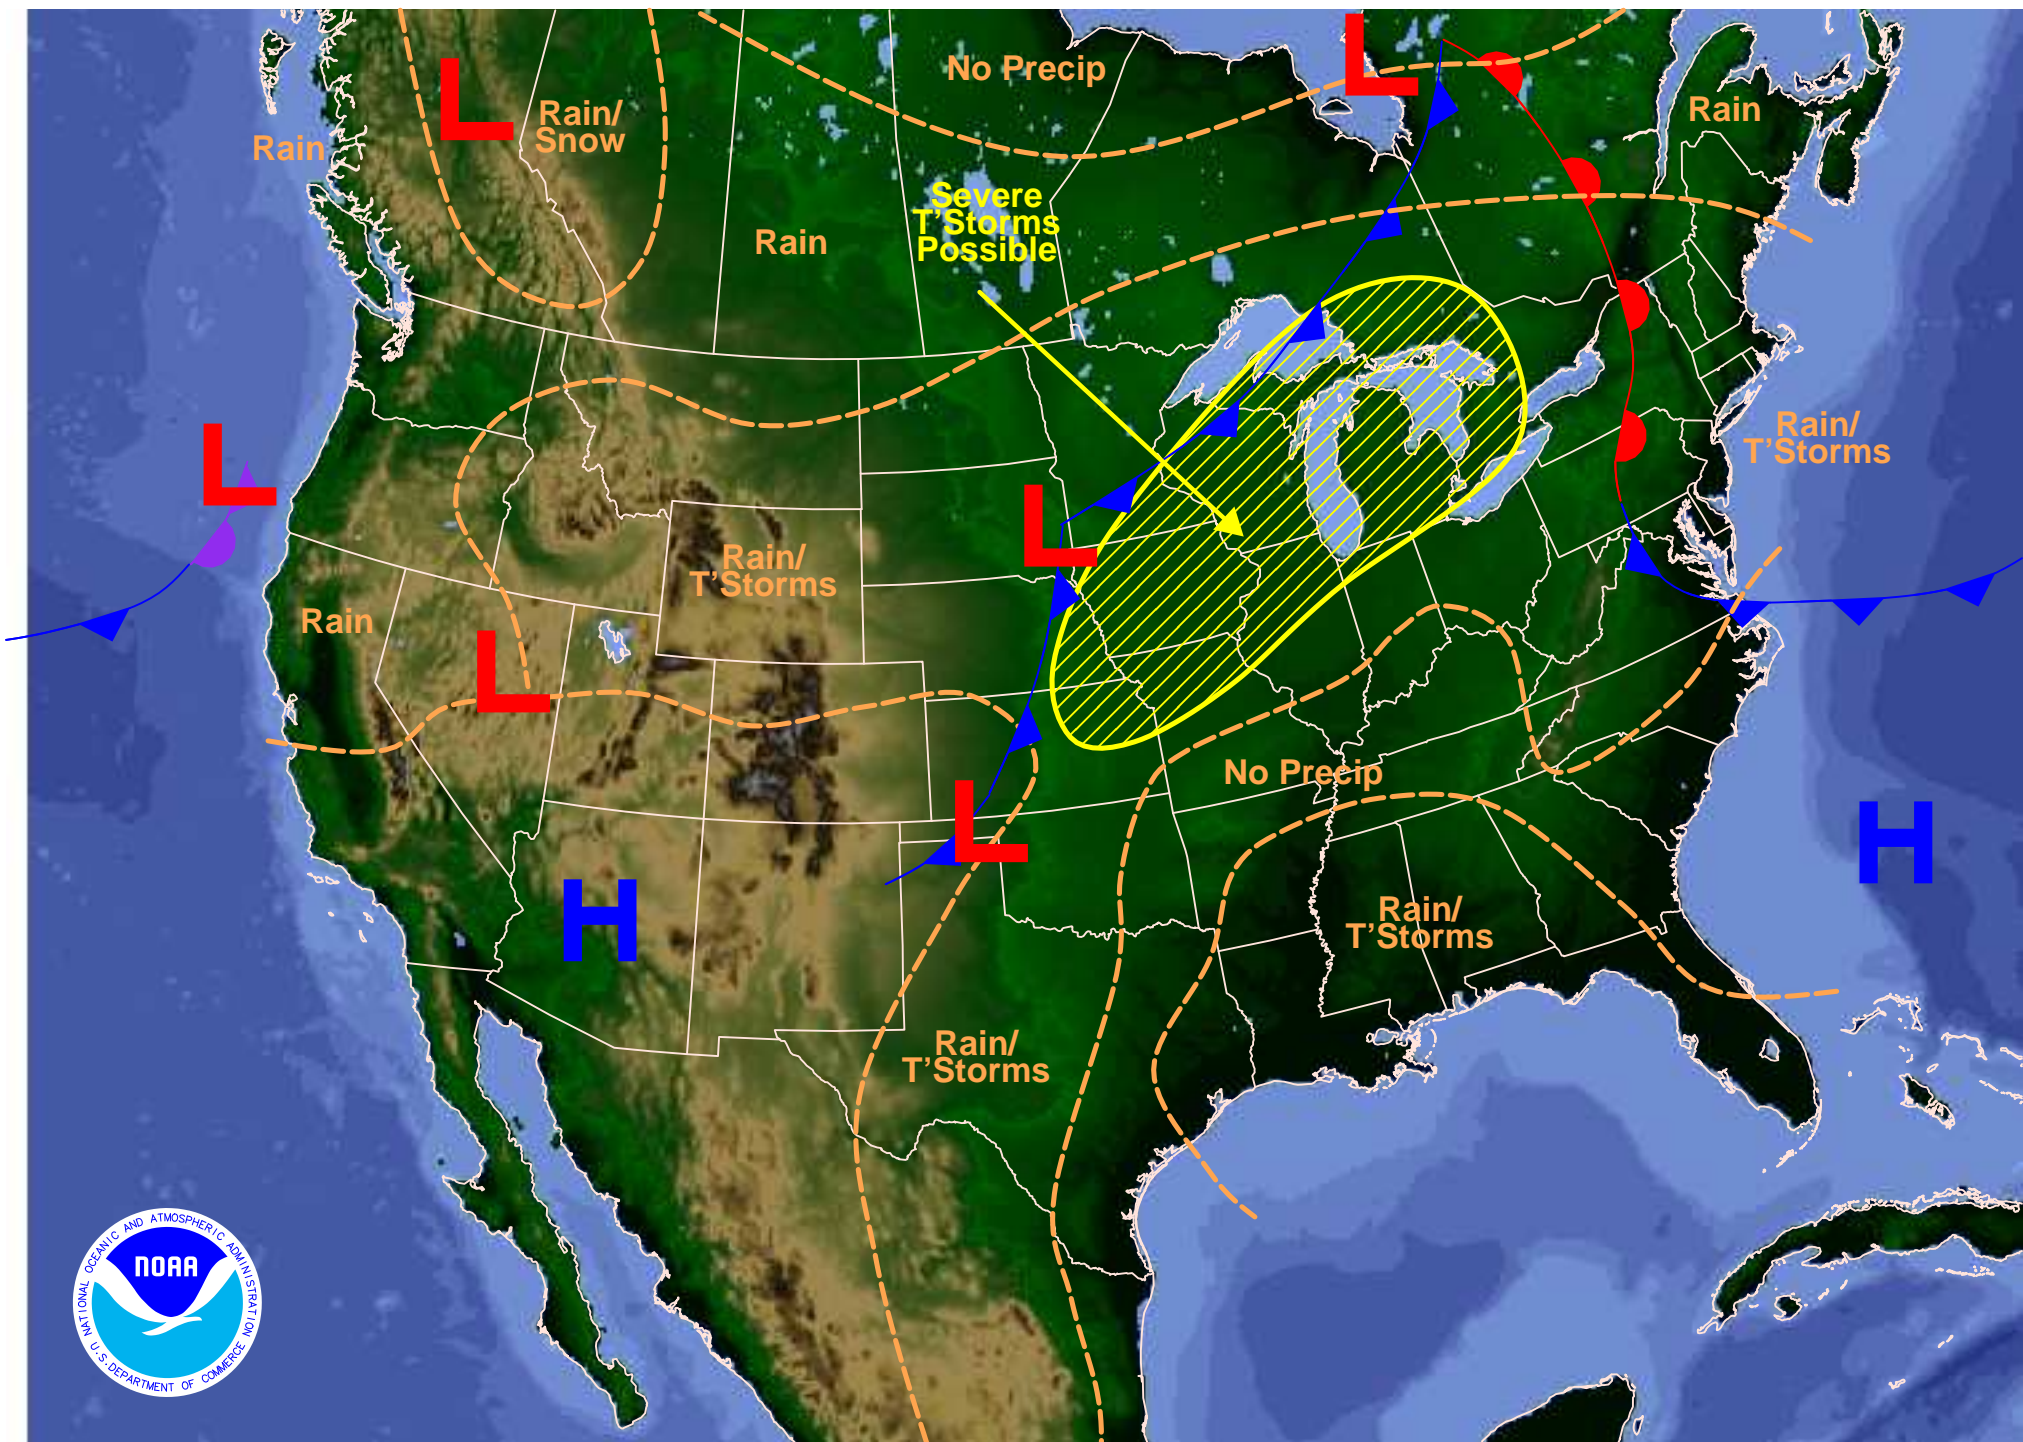 L
L
No Precip
Rain/
Snow
Rain
Rain
Severe
T'Storms
Possible
Rain
L
Rain/
T'Storms
L
Rain/
T'Storms
Rain
L
No Precip
L
H
H
Rain/
T'Storms
Rain/
T'Storms
NATIONAL OCEANIC AND ATMOSPHERIC ADMINISTRATION
NOAA
U.S. DEPARTMENT OF COMMERCE